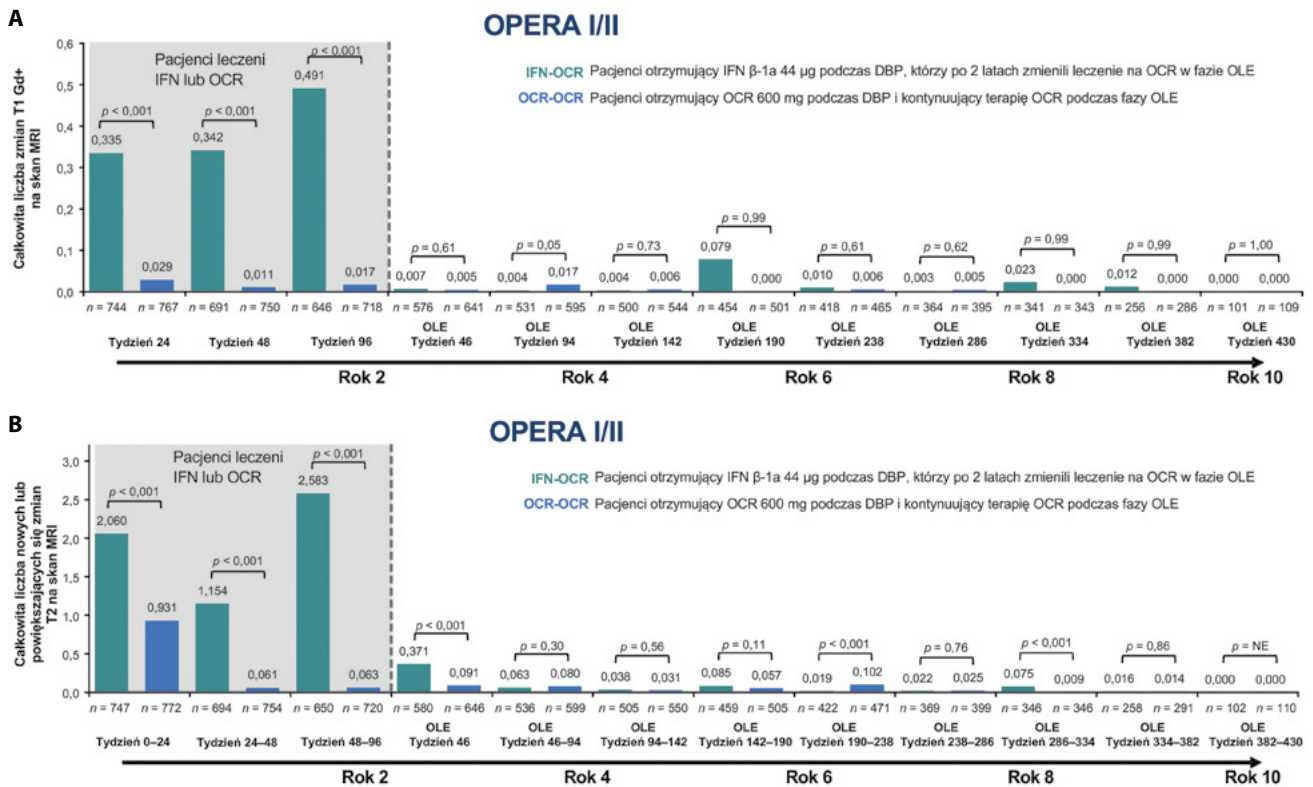 A
OPERA I/II
Całkowita liczba zmian T1 Gd+
na skan MRI
0,6
0,5
0,4
0,3
0,2
0,1
0,0
Pacjenci leczeni
IFN lub OCR
IFN-OCR Pacjenci otrzymujący IFN β-1a 44 µg podczas DBP, którzy po 2 latach zmienili leczenie na OCR w fazie OLE
OCR-OCR Pacjenci otrzymujący OCR 600 mg podczas DBP i kontynuujący terapię OCR podczas fazy OLE
p < 0,001 p < 0,001 p < 0,001 p = 0,61 p = 0,05 p = 0,73 p = 0,99 p = 0,61 p = 0,62 p = 0,99 p = 0,99 p = 1,00
0,335 0,029 0,342 0,011 0,491 0,017 0,007 0,005 0,004 0,017 0,004 0,006 0,079 0,000 0,010 0,006 0,003 0,005 0,023 0,000 0,012 0,000 0,000 0,000
n = 744 n = 767 n = 691 n = 750 n = 646 n = 718 n = 576 n = 641 n = 531 n = 595 n = 500 n = 544 n = 454 n = 501 n = 418 n = 465 n = 364 n = 395 n = 341 n = 343 n = 256 n = 286 n = 101 n = 109
OLE OLE OLE OLE OLE OLE OLE OLE OLE
Tydzień 24 Tydzień 48 Tydzień 96 Tydzień 46 Tydzień 94 Tydzień 142 Tydzień 190 Tydzień 238 Tydzień 286 Tydzień 334 Tydzień 382 Tydzień 430
Rok 2 Rok 4 Rok 6 Rok 8 Rok 10
B
OPERA I/II
Całkowita liczba nowych lub
powiększających się zmian
T2 na skan MRI
3,0
2,5
2,0
1,5
1,0
0,5
0,0
Pacjenci leczeni
IFN lub OCR
IFN-OCR Pacjenci otrzymujący IFN β-1a 44 µg podczas DBP, którzy po 2 latach zmienili leczenie na OCR w fazie OLE
OCR-OCR Pacjenci otrzymujący OCR 600 mg podczas DBP i kontynuujący terapię OCR podczas fazy OLE
p < 0,001 p < 0,001 p < 0,001 p < 0,001 p = 0,30 p = 0,56 p = 0,11 p < 0,001 p = 0,76 p < 0,001 p = 0,86 p = NE
2,060 0,931 1,154 0,061 2,583 0,063 0,371 0,091 0,063 0,080 0,038 0,031 0,085 0,057 0,019 0,102 0,022 0,025 0,075 0,009 0,016 0,014 0,000 0,000
n = 747 n = 772 n = 694 n = 754 n = 650 n = 720 n = 580 n = 646 n = 536 n = 599 n = 505 n = 550 n = 459 n = 505 n = 422 n = 471 n = 369 n = 399 n = 346 n = 346 n = 258 n = 291 n = 102 n = 110
OLE OLE OLE OLE OLE OLE OLE OLE OLE
Tydzień 0–24 Tydzień 24–48 Tydzień 48–96 Tydzień 46 Tydzień 46–94 Tydzień 94–142 Tydzień 142–190 Tydzień 190–238 Tydzień 238–286 Tydzień 286–334 Tydzień 334–382 Tydzień 382–430
Rok 2 Rok 4 Rok 6 Rok 8 Rok 10